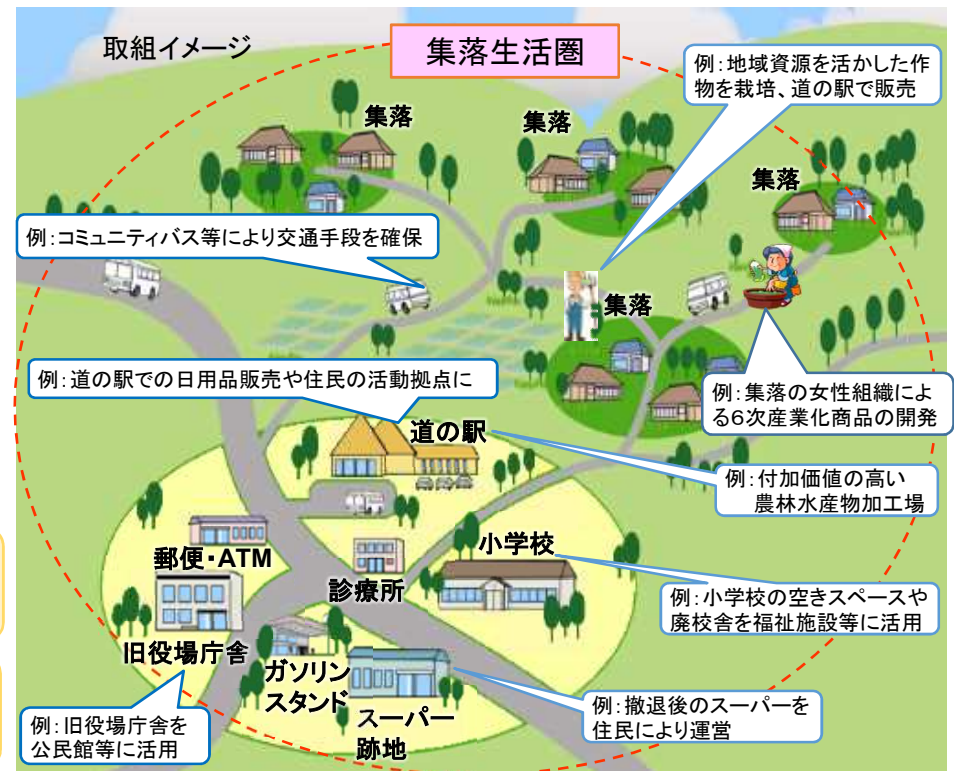 取組イメージ
集落生活圏
例：地域資源を活かした作
物を栽培、道の駅で販売
集落
集落
集落
例：コミュニティバス等により交通手段を確保
集落
例：道の駅での日用品販売や住民の活動拠点に
例：集落の女性組織によ
る６次産業化商品の開発
道の駅
例：付加価値の高い
農林水産物加工場
郵便・ATM
診療所
小学校
例：小学校の空きスペースや
廃校舎を福祉施設等に活用
旧役場庁舎
ガソリン
スタンド
スーパー
跡地
例：旧役場庁舎を
公民館等に活用
例：撤退後のスーパーを
住民により運営